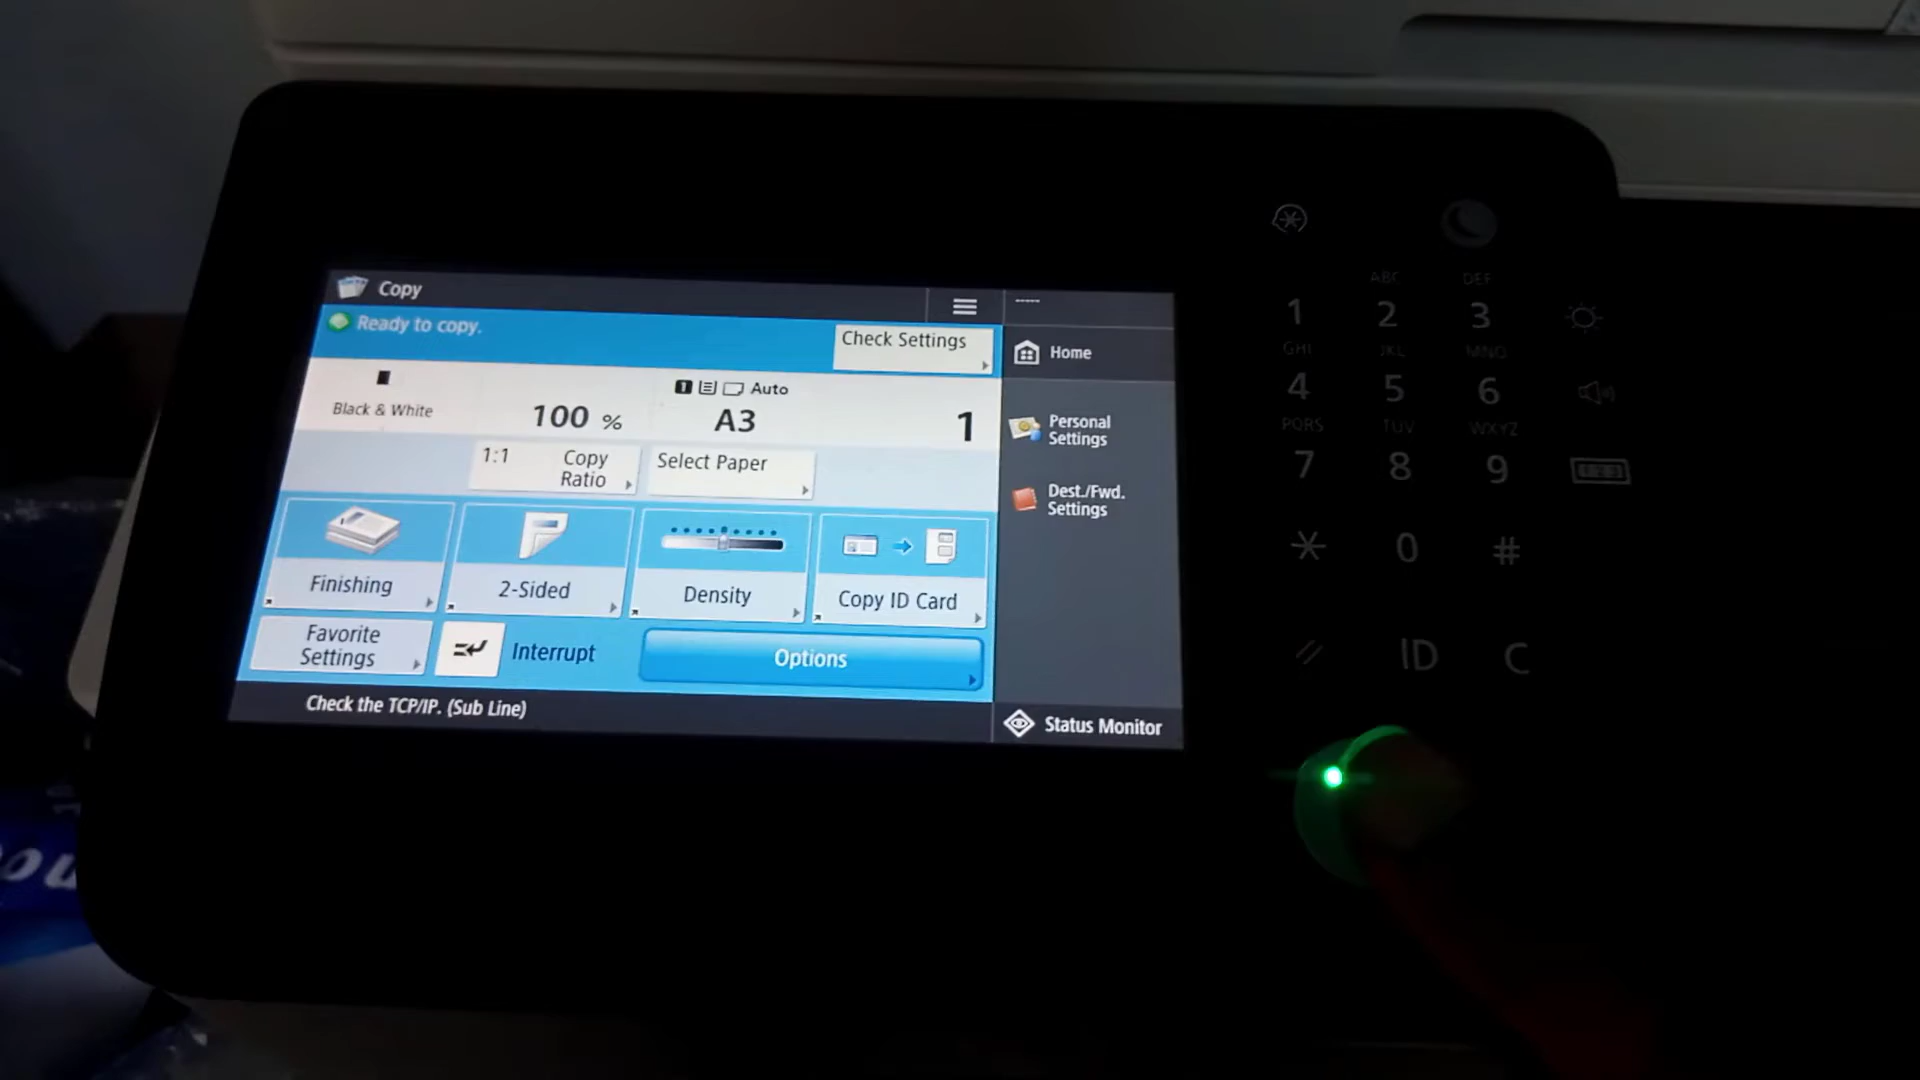 Copy
Ready to copy.
Check Settings
Black & White
100 %
1 Auto
A3
1
1:1 Copy Ratio
Select Paper
Finishing
2-Sided
Density
Copy ID Card
Favorite Settings
Interrupt
Options
Check the TCP/IP. (Sub Line)
-----
Home
Personal Settings
Dest./Fwd. Settings
Status Monitor
ABC DEF
1 2 3
GHI JKL MNO
4 5 6
PQRS TUV WXYZ
7 8 9
* 0 #
ID C